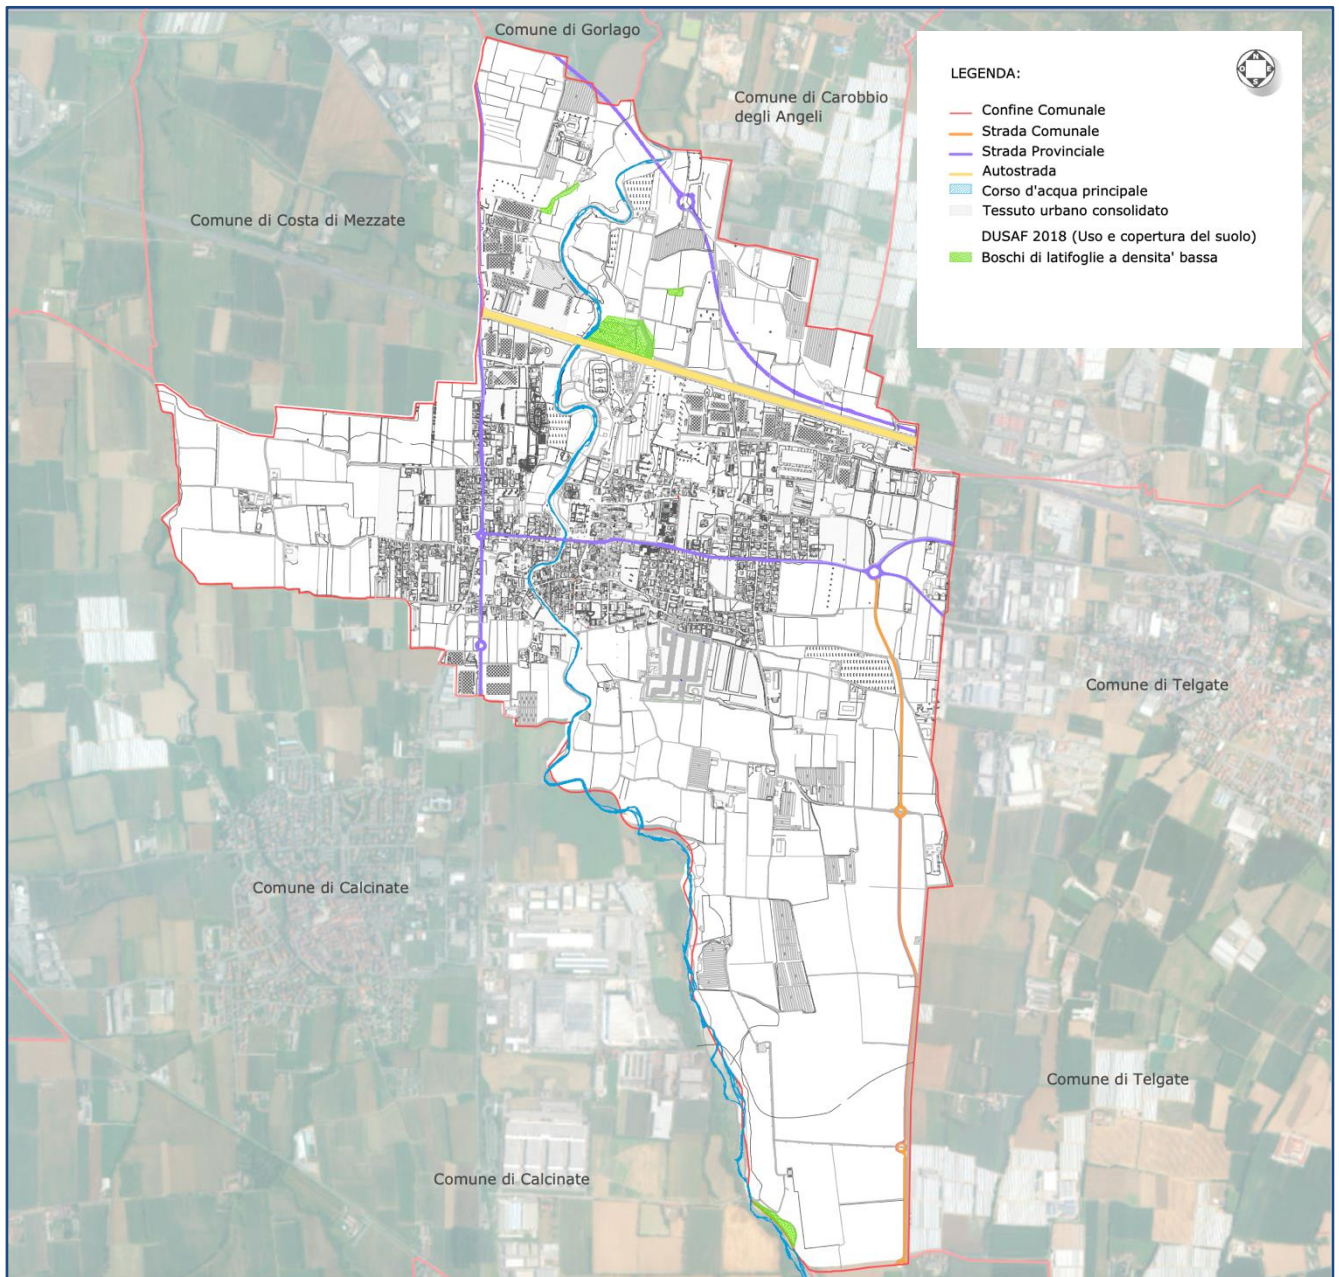 Comune di Gorlago
Comune di Carobbio
degli Angeli
Comune di Costa di Mezzate
LEGENDA:
Confine Comunale
Strada Comunale
Strada Provinciale
Autostrada
Corso d'acqua principale
Tessuto urbano consolidato
DUSAF 2018 (Uso e copertura del suolo)
Boschi di latifoglie a densita' bassa
Comune di Telgate
Comune di Calcinate
Comune di Telgate
Comune di Calcinate